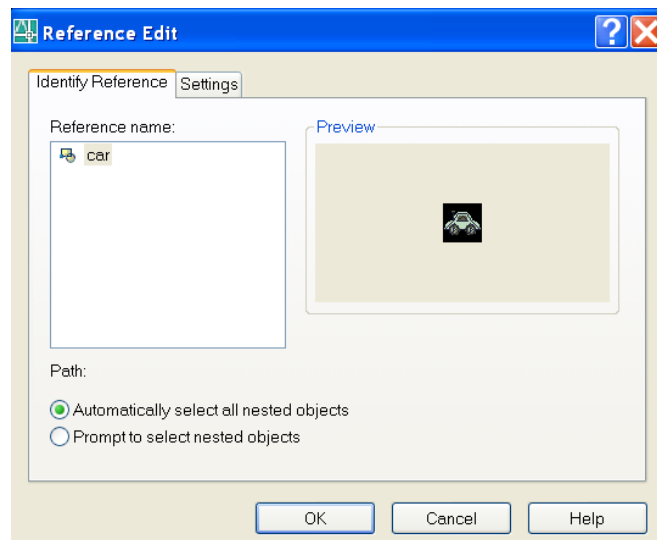 Reference Edit
Identify Reference
Settings
Reference name:
Preview
car
Path:
Automatically select all nested objects
Prompt to select nested objects
OK
Cancel
Help